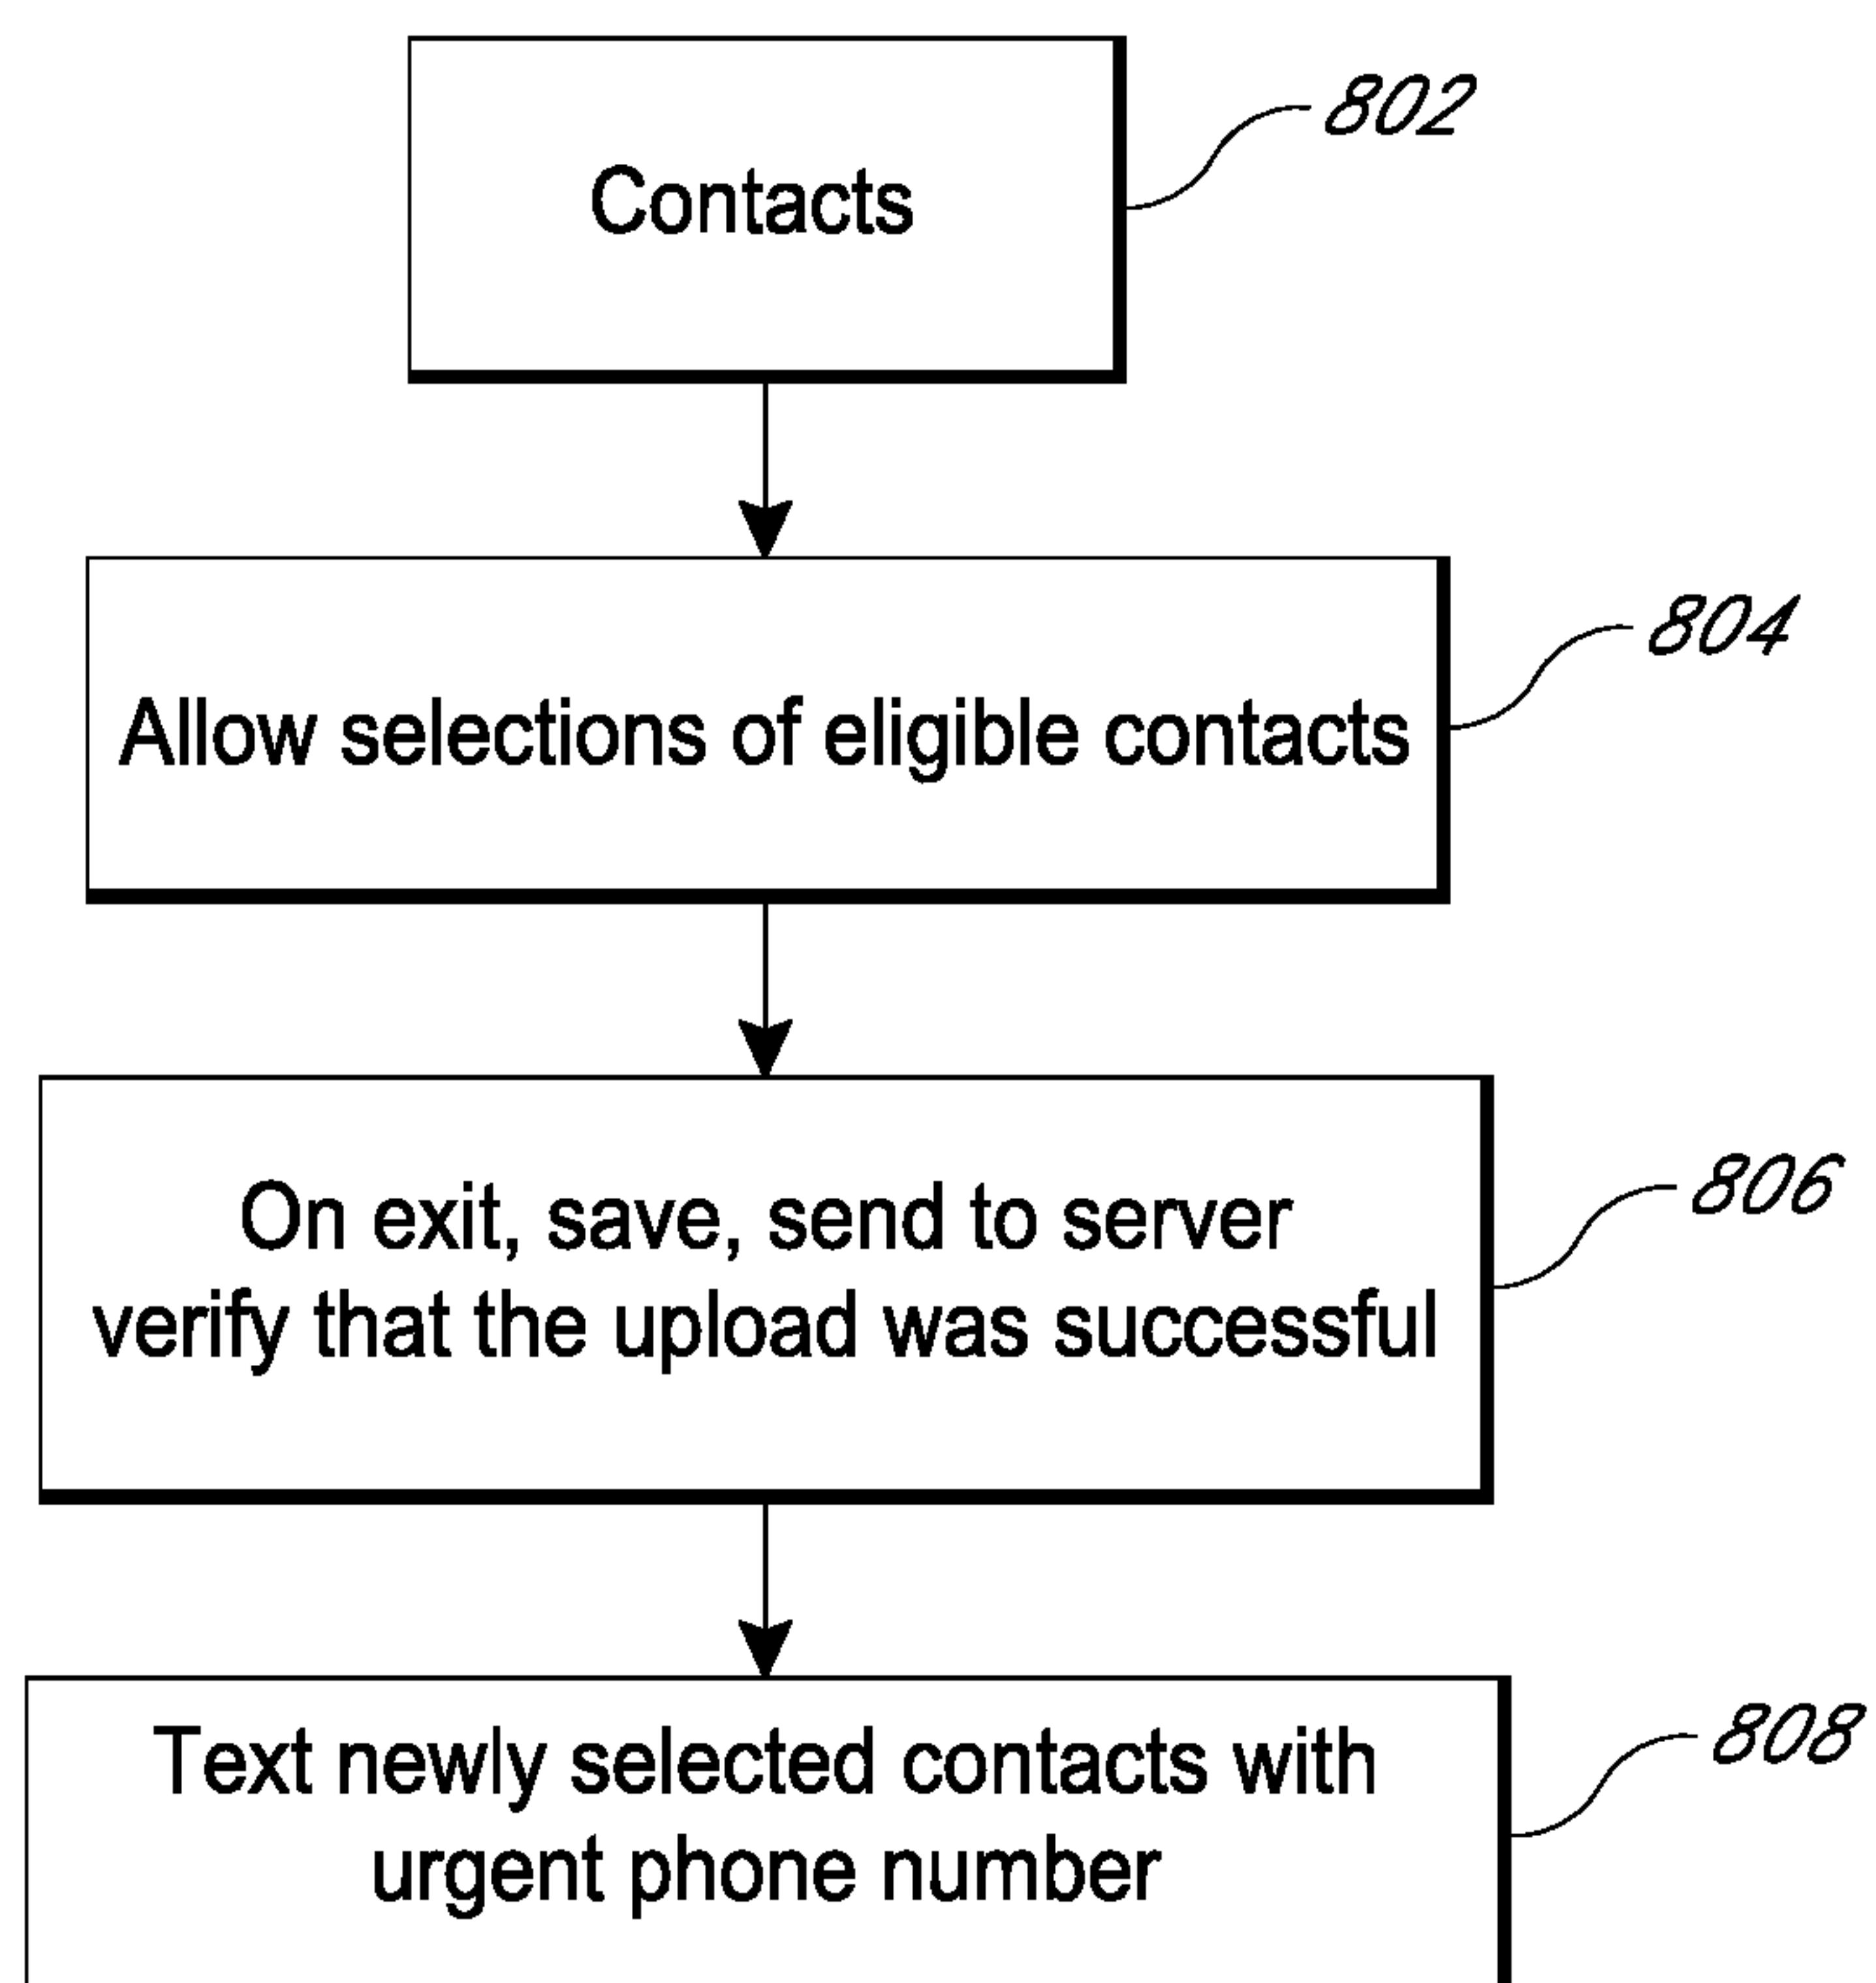 Contacts
802
Allow selections of eligible contacts
804
On exit, save, send to server
verify that the upload was successful
806
Text newly selected contacts with
urgent phone number
808